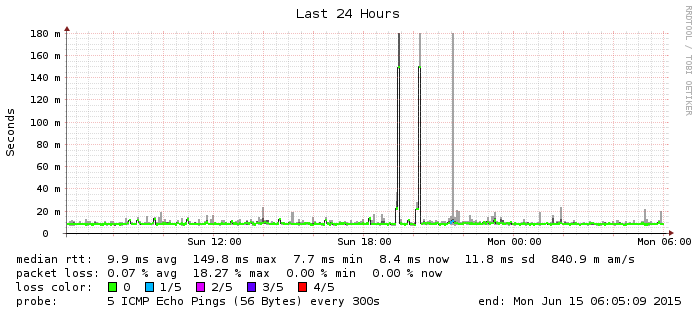 Last 24 Hours
RRDTOOL / TOBI OETIKER
Seconds
180 m
160 m
140 m
120 m
100 m
80 m
60 m
40 m
20 m
0
Sun 12:00 Sun 18:00 Mon 00:00 Mon 06:00
median rtt: 9.9 ms avg 149.8 ms max 7.7 ms min 8.4 ms now 11.8 ms sd 840.9 m am/s
packet loss: 0.07 % avg 18.27 % max 0.00 % min 0.00 % now
loss color: 0 1/5 2/5 3/5 4/5
probe: 5 ICMP Echo Pings (56 Bytes) every 300s end: Mon Jun 15 06:05:09 2015